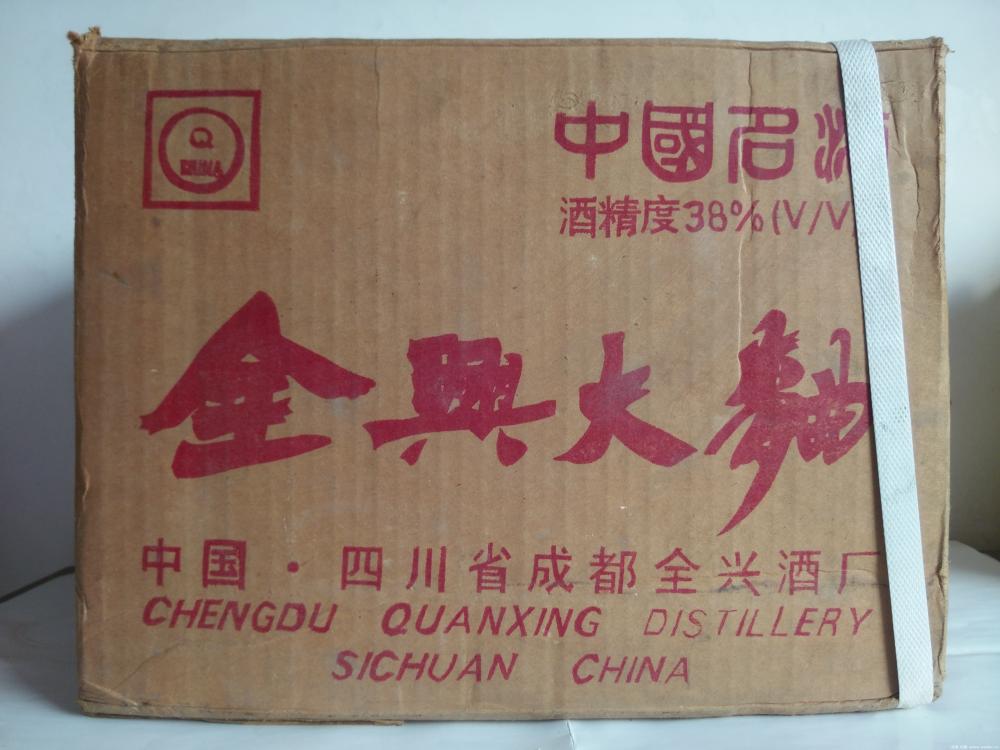 Q
CHINA
中國名酒
酒精度38%(V/V
全興大麯
中国·四川省成都全兴酒厂
CHENGDU QUANXING DISTILLERY
SICHUAN CHINA